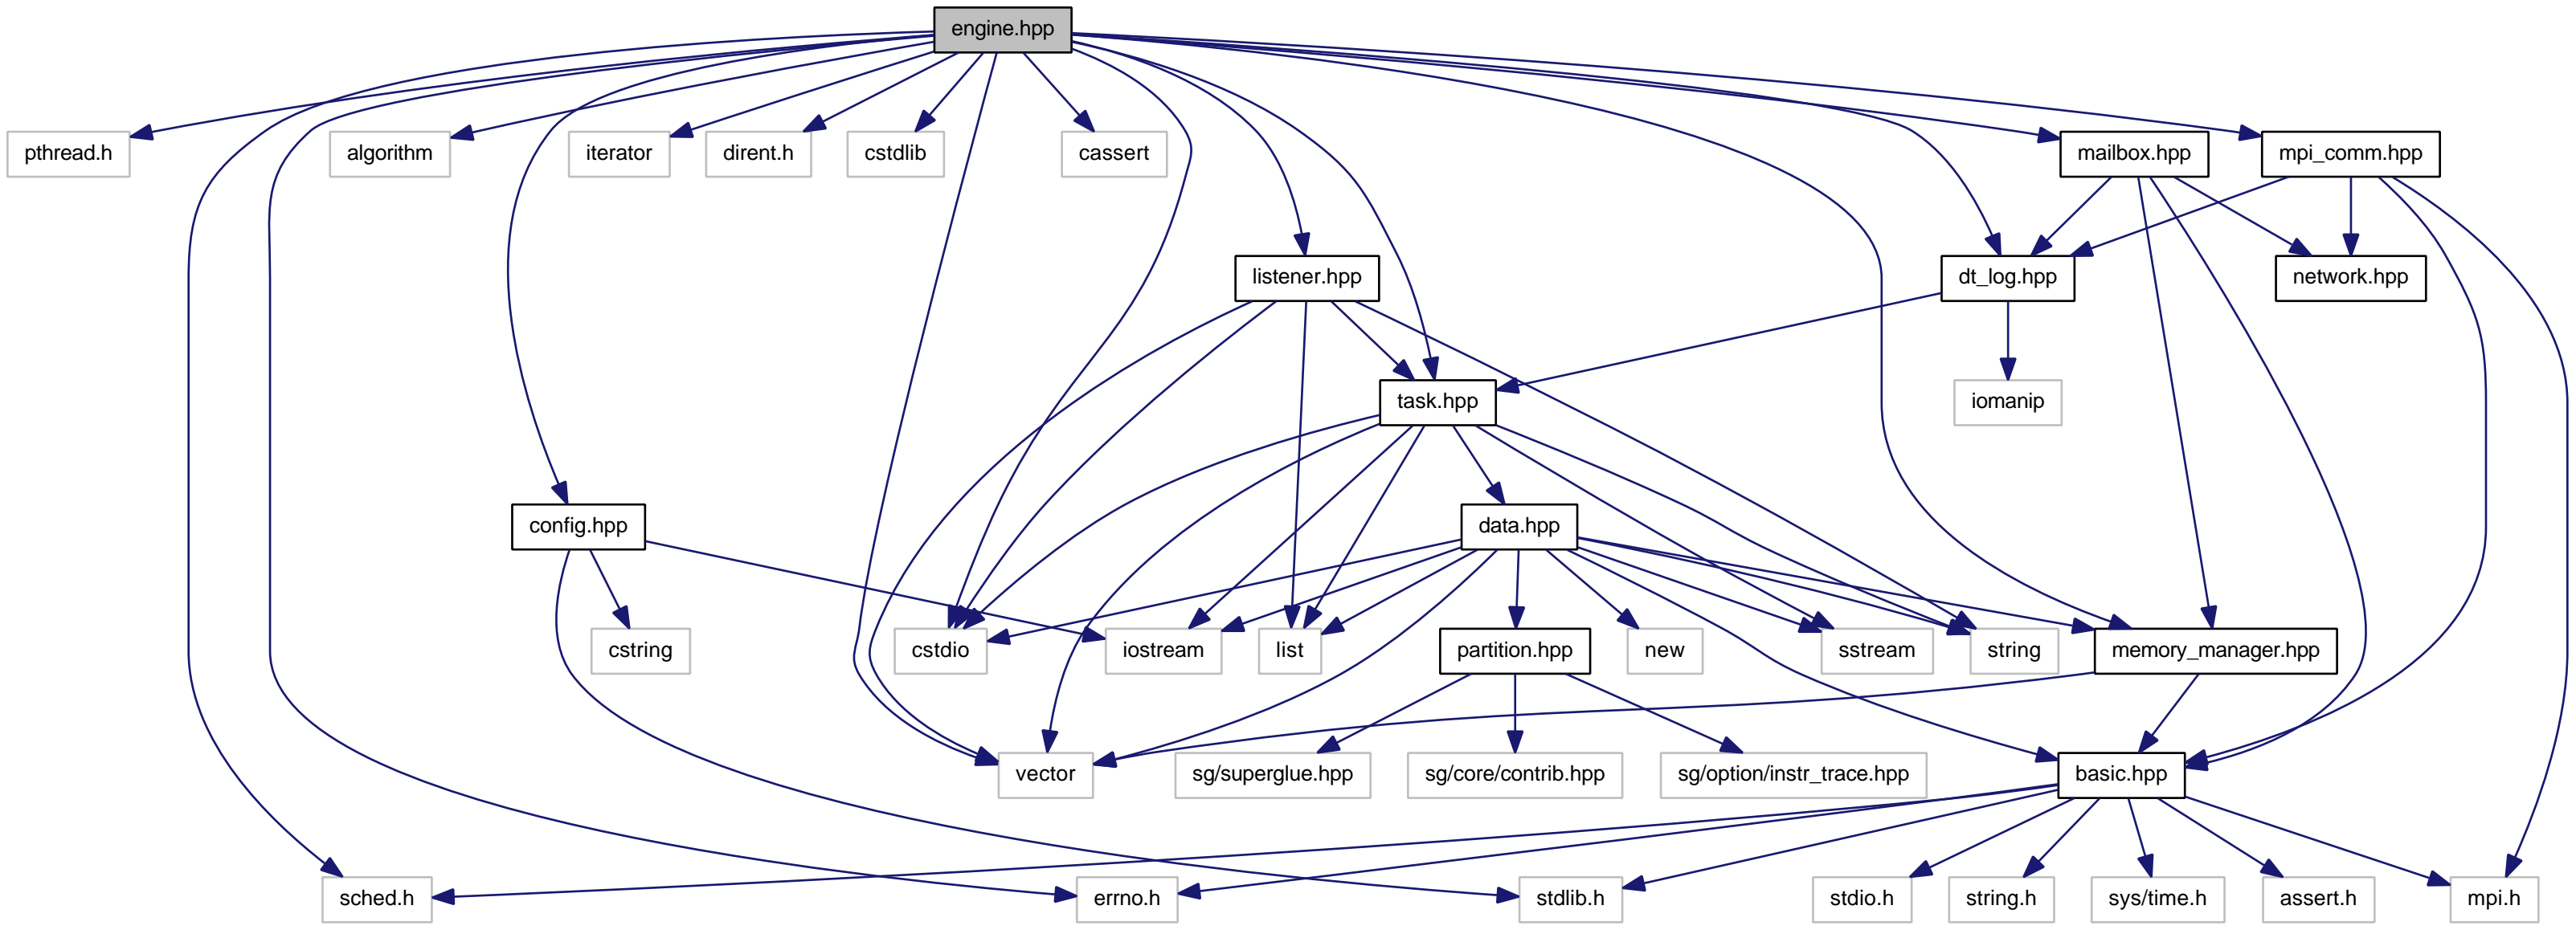 engine.hpp
pthread.h
algorithm
iterator
dirent.h
cstdlib
cassert
mailbox.hpp
mpi_comm.hpp
listener.hpp
dt_log.hpp
network.hpp
task.hpp
iomanip
config.hpp
data.hpp
cstring
cstdio
iostream
list
partition.hpp
new
sstream
string
memory_manager.hpp
vector
sg/superglue.hpp
sg/core/contrib.hpp
sg/option/instr_trace.hpp
basic.hpp
sched.h
errno.h
stdlib.h
stdio.h
string.h
sys/time.h
assert.h
mpi.h